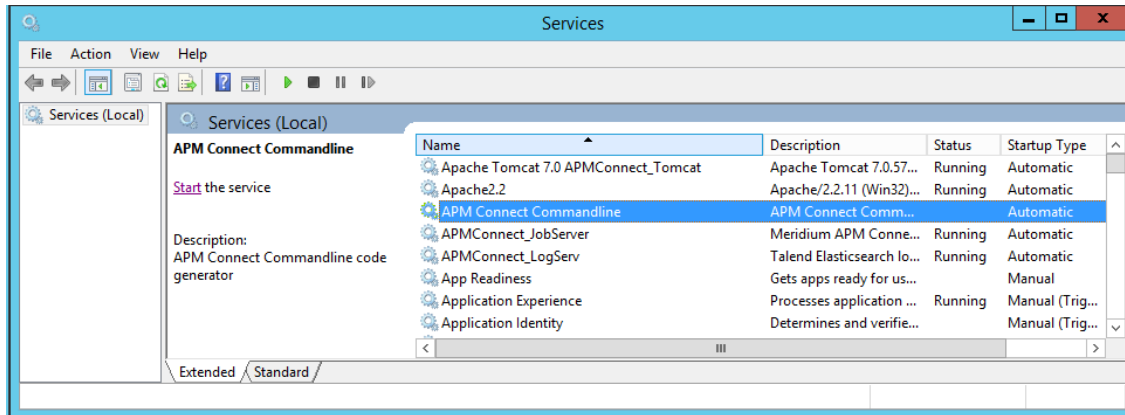 Services
File Action View Help
Services (Local)
Services (Local)
APM Connect Commandline
Start the service
Description:
APM Connect Commandline code
generator
Name Description Status Startup Type
Apache Tomcat 7.0 APMConnect_Tomcat Apache Tomcat 7.0.57... Running Automatic
Apache2.2 Apache/2.2.11 (Win32)... Running Automatic
APM Connect Commandline APM Connect Comm... Automatic
APMConnect_JobServer Meridium APM Conne... Running Automatic
APMConnect_LogServ Talend Elasticsearch lo... Running Automatic
App Readiness Gets apps ready for us... Manual
Application Experience Processes application ... Running Manual (Trig...
Application Identity Determines and verifie... Manual (Trig...
Extended Standard